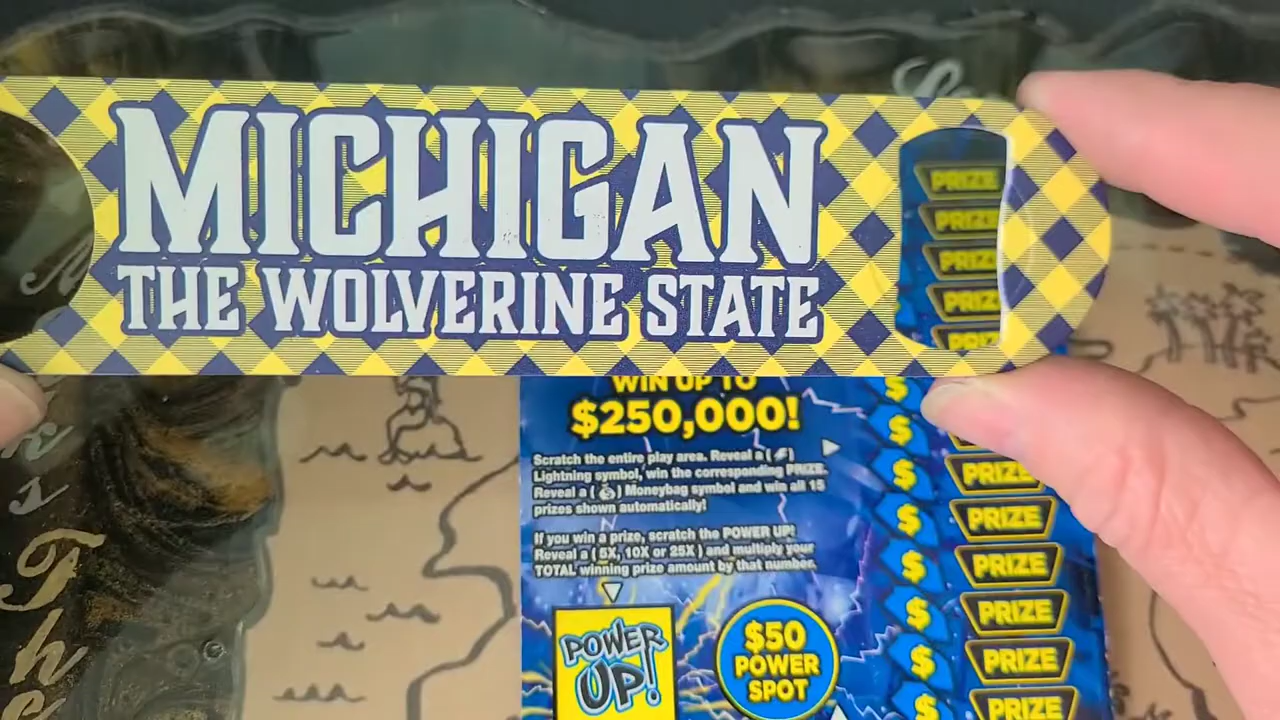 MICHIGAN
THE WOLVERINE STATE
PRIZE
PRIZE
PRIZE
PRIZE
PRIZE
WIN UP TO
$250,000!
Scratch the entire play area. Reveal a ( )
Lightning symbol, win the corresponding PRIZE.
Reveal a ( ) Moneybag symbol and win all 15
prizes shown automatically!
If you win a prize, scratch the POWER UP!
Reveal a ( 5X, 10X or 25X ) and multiply your
TOTAL winning prize amount by that number.
POWER
UP!
$50
POWER
SPOT
$
$
$
$
$
$
$
$
PRIZE
PRIZE
PRIZE
PRIZE
PRIZE
PRIZE